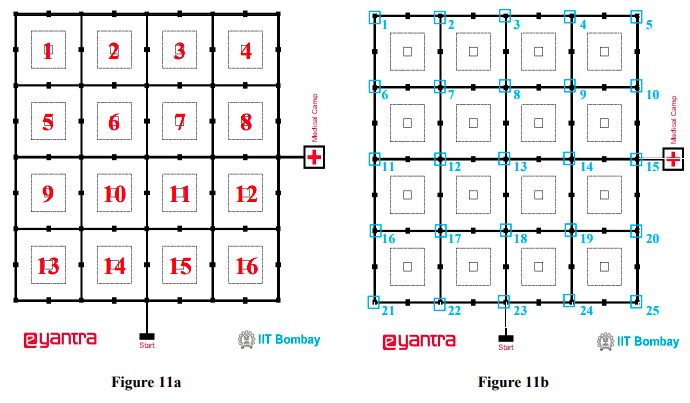 1 2 3 4
5 6 7 8
9 10 11 12
13 14 15 16
Medical Camp
Start
eyantra
IIT Bombay
Figure 11a
1 2 3 4 5
6 7 8 9 10
11 12 13 14 15
16 17 18 19 20
21 22 23 24 25
Medical Camp
Start
eyantra
IIT Bombay
Figure 11b